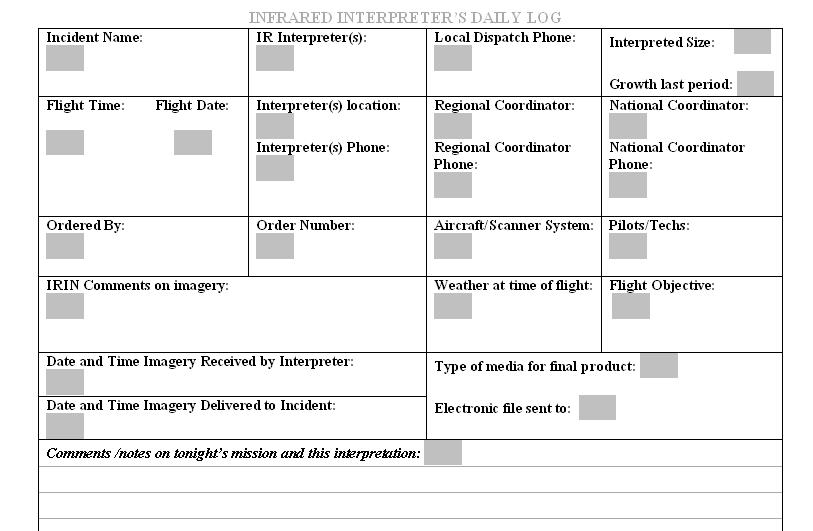 INFRARED INTERPRETER'S DAILY LOG
Incident Name:
IR Interpreter(s):
Local Dispatch Phone:
Interpreted Size:
Growth last period:
Flight Time: Flight Date:
Interpreter(s) location:
Interpreter(s) Phone:
Regional Coordinator:
Regional Coordinator
Phone:
National Coordinator:
National Coordinator
Phone:
Ordered By:
Order Number:
Aircraft/Scanner System:
Pilots/Techs:
IRIN Comments on imagery:
Weather at time of flight:
Flight Objective:
Date and Time Imagery Received by Interpreter:
Date and Time Imagery Delivered to Incident:
Type of media for final product:
Electronic file sent to:
Comments /notes on tonight's mission and this interpretation: